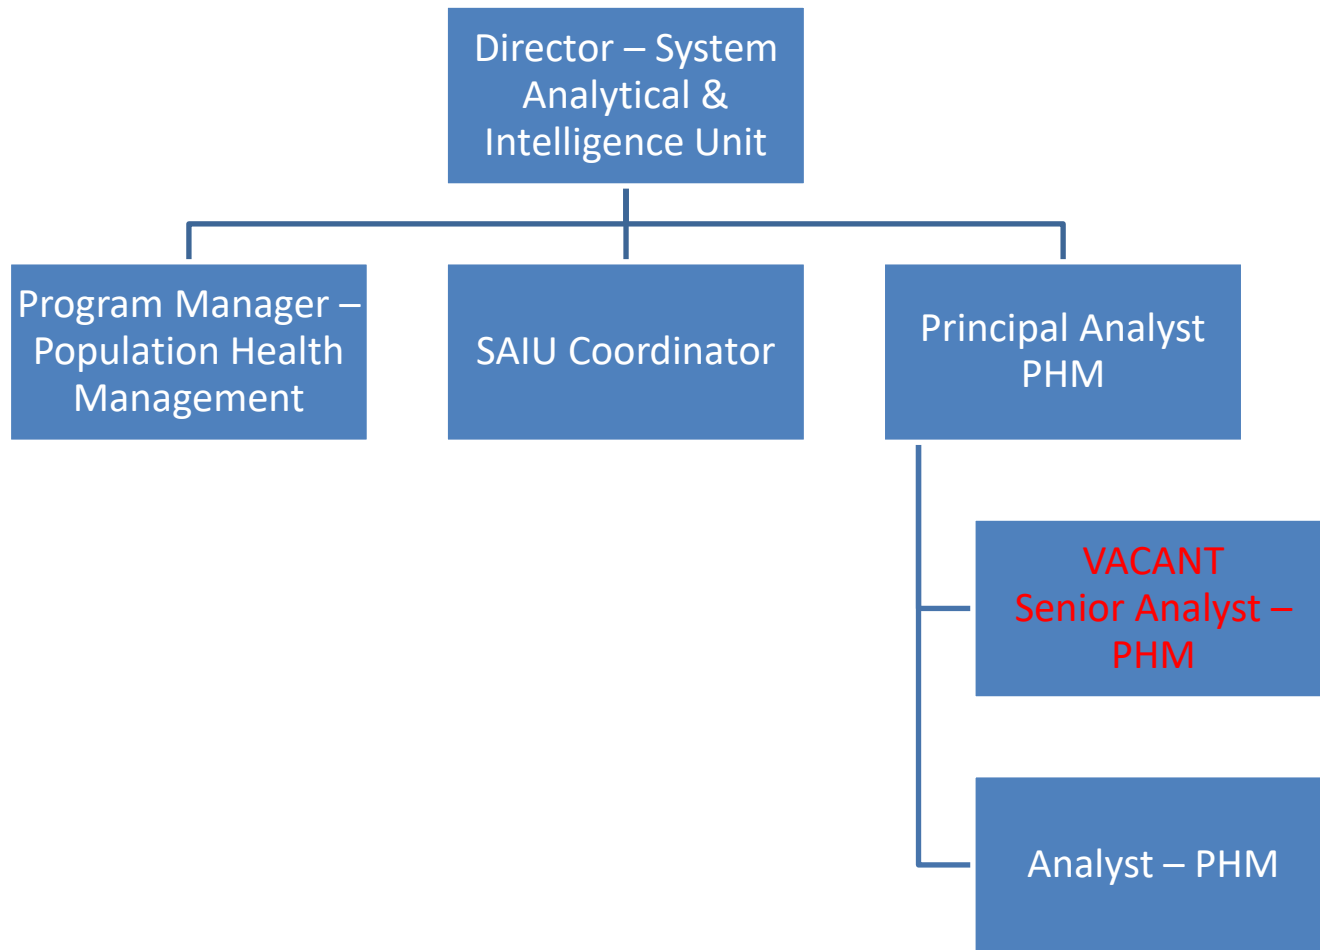 Director – System
Analytical &
Intelligence Unit
Program Manager –
Population Health
Management
SAIU Coordinator
Principal Analyst
PHM
VACANT
Senior Analyst –
PHM
Analyst – PHM